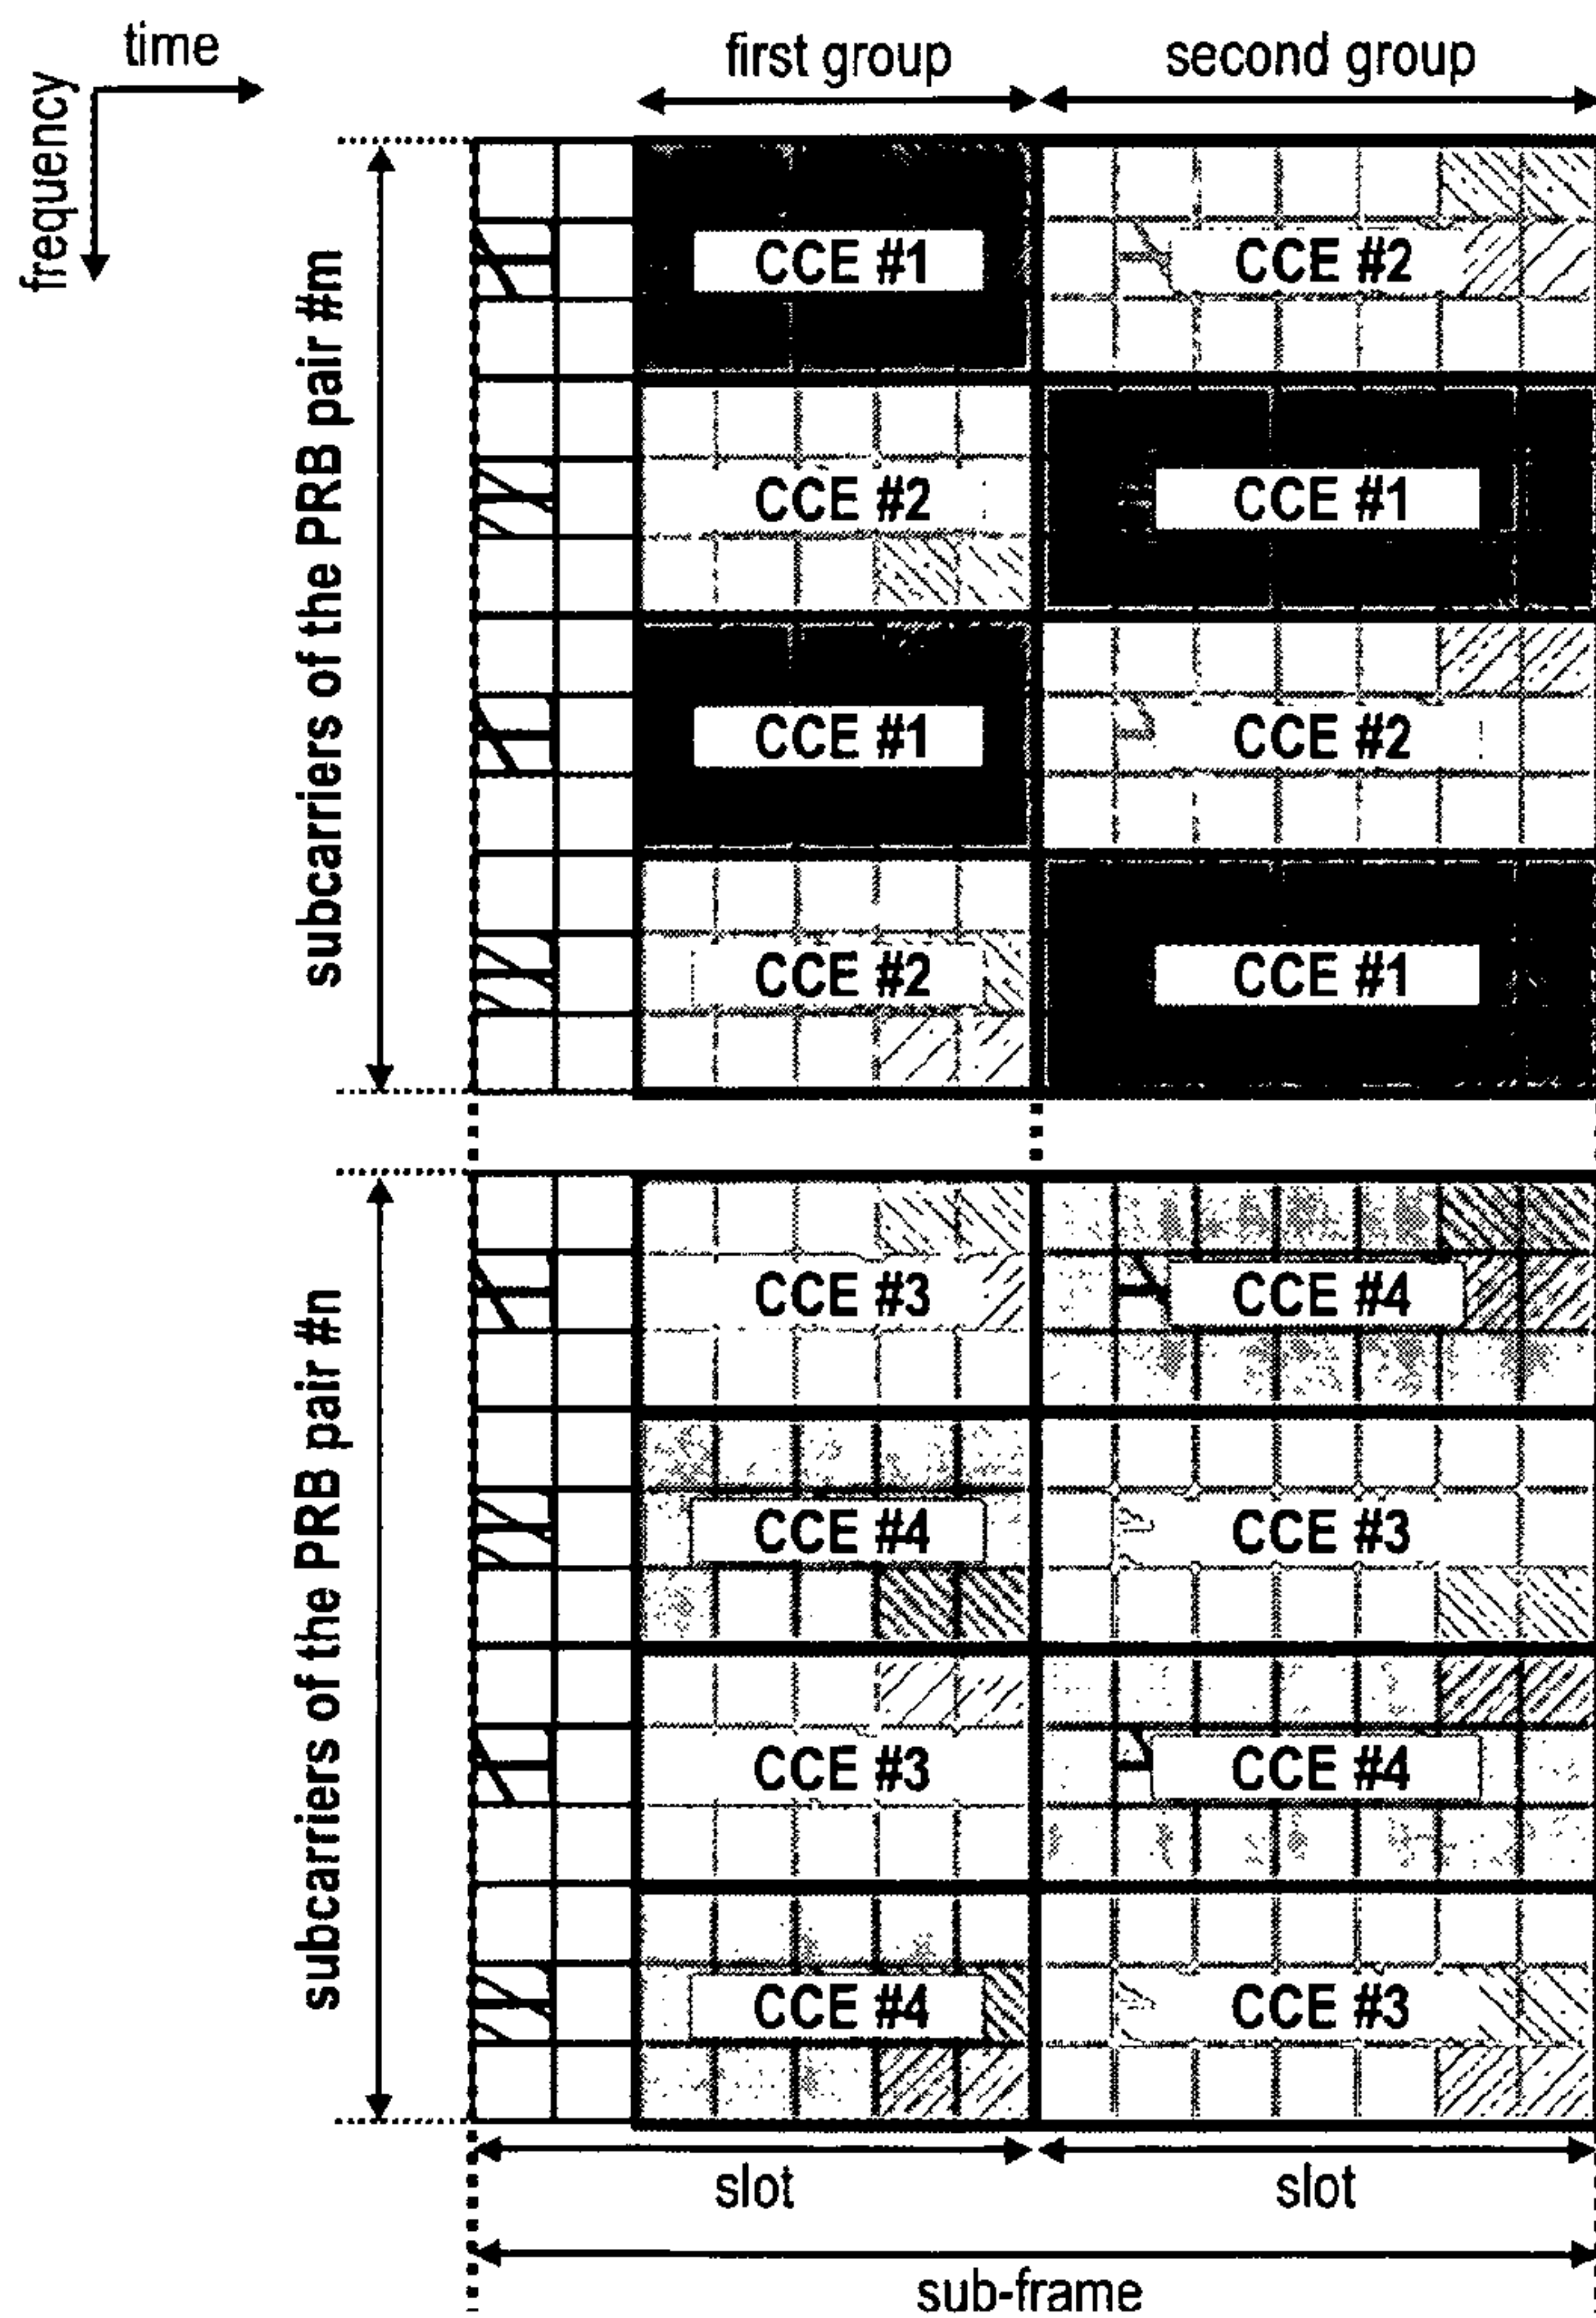 time
first group
second group
frequency
subcarriers of the PRB pair #m
CCE #1
CCE #2
CCE #2
CCE #1
CCE #1
CCE #2
CCE #2
CCE #1
subcarriers of the PRB pair #n
CCE #3
CCE #4
CCE #4
CCE #3
CCE #3
CCE #4
CCE #4
CCE #3
slot
slot
sub-frame